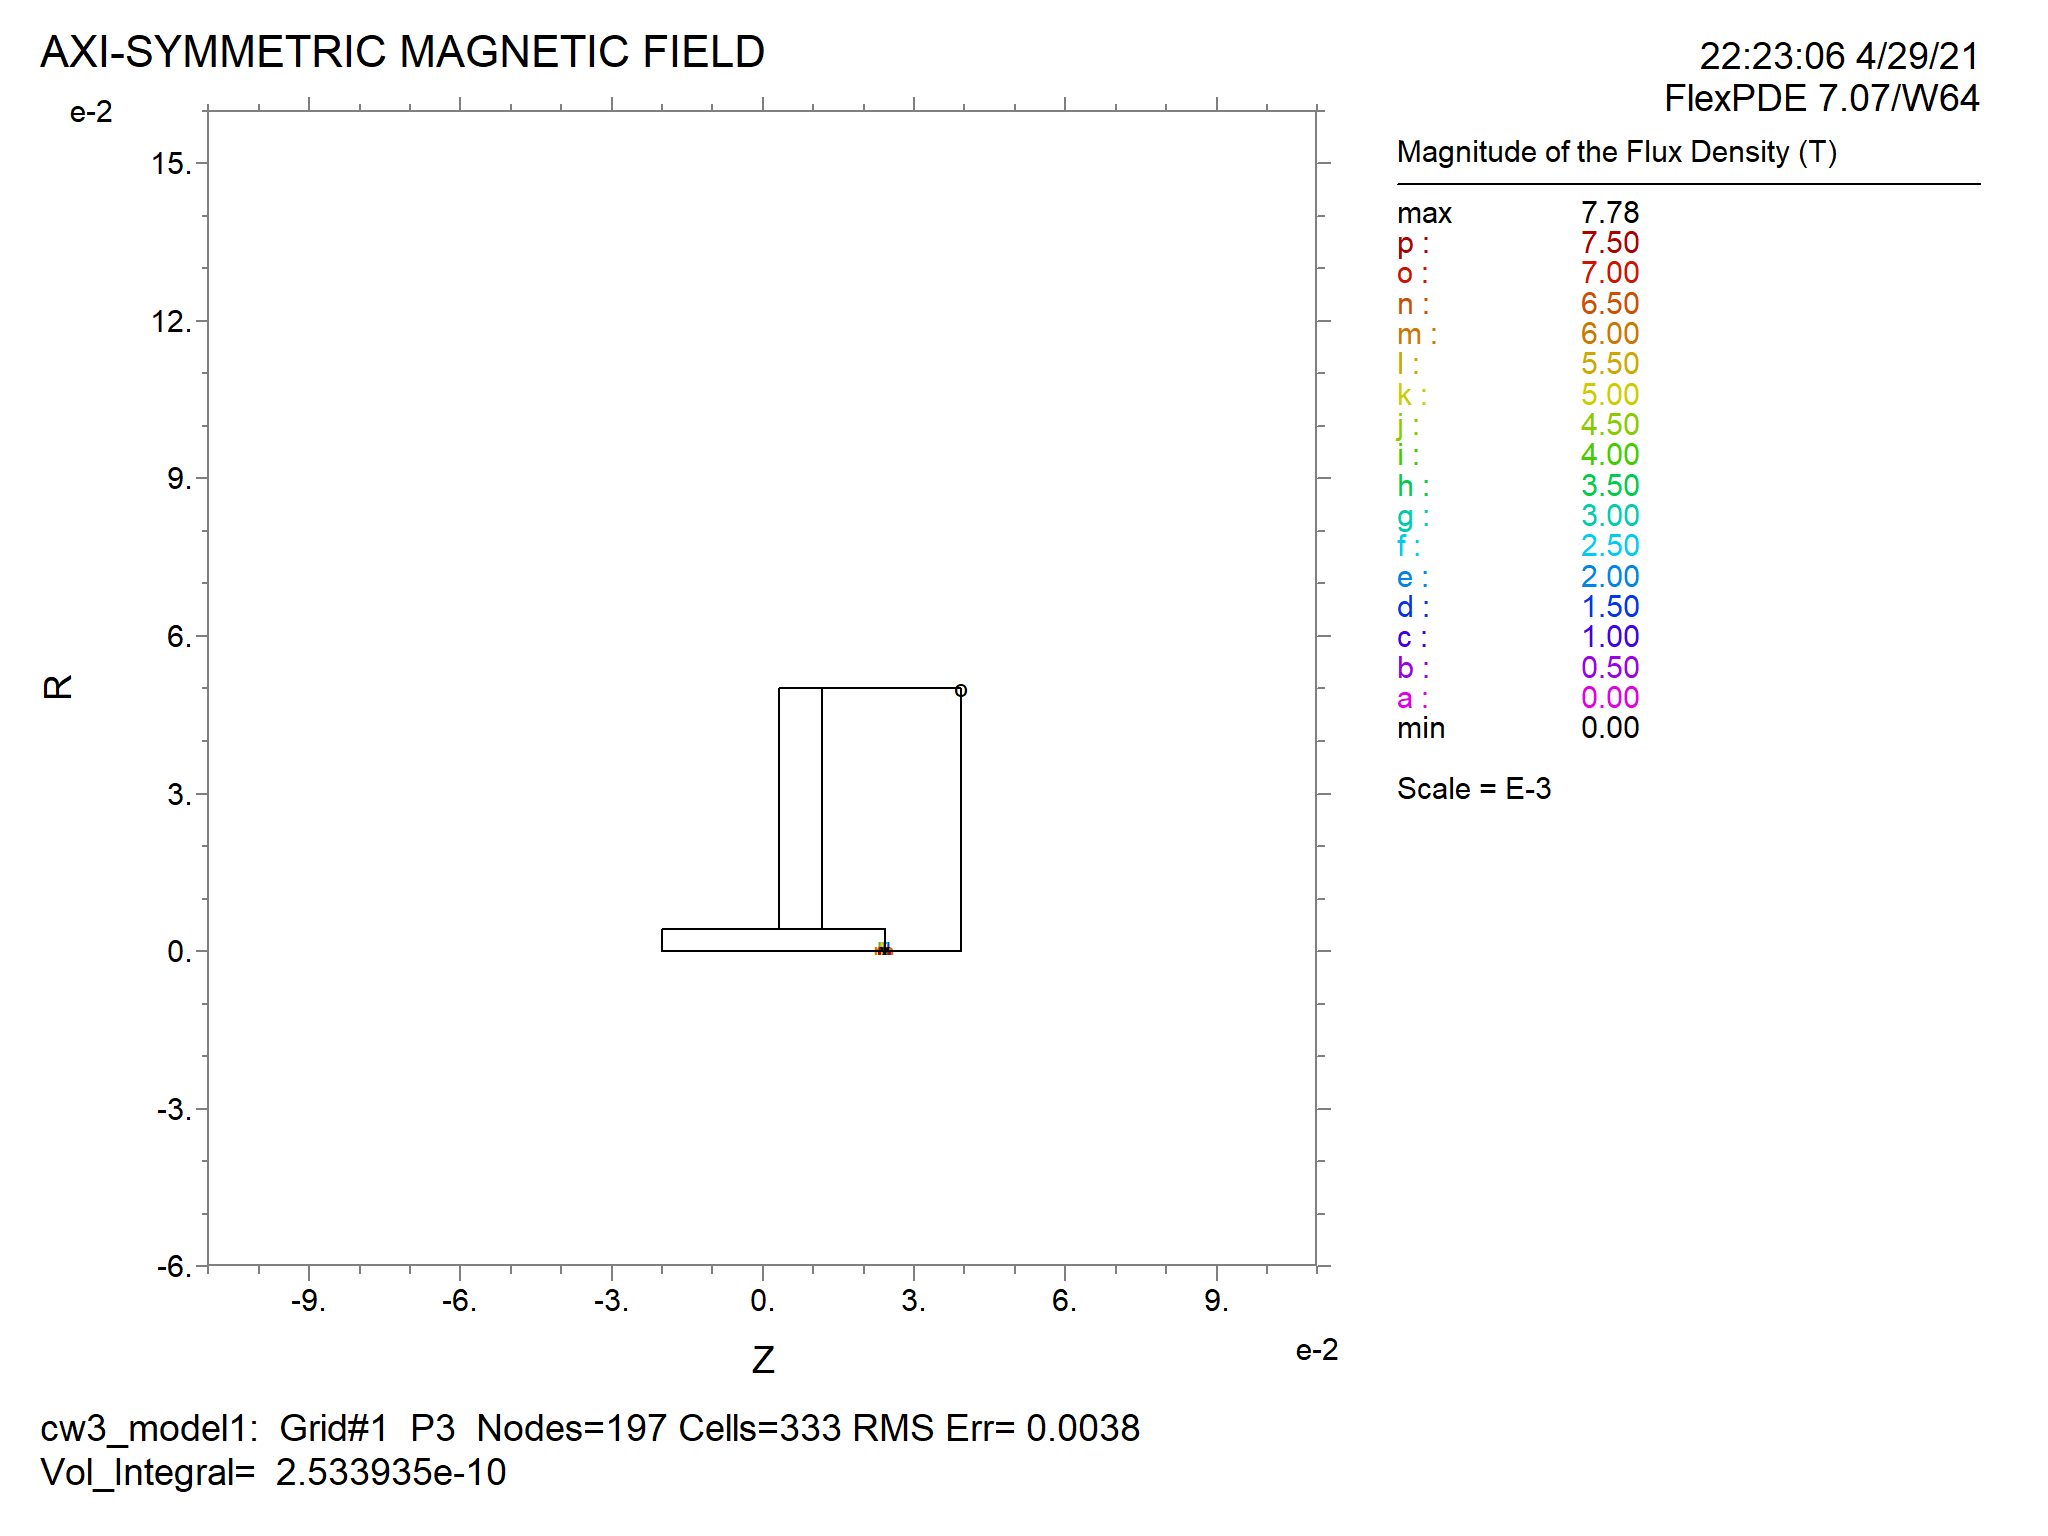 AXI-SYMMETRIC MAGNETIC FIELD
22:23:06 4/29/21
FlexPDE 7.07/W64
e-2
15.
12.
9.
6.
3.
0.
-3.
-6.
R
-9. -6. -3. 0. 3. 6. 9.
Z
e-2
o
Magnitude of the Flux Density (T)
max 7.78
p : 7.50
o : 7.00
n : 6.50
m : 6.00
l : 5.50
k : 5.00
j : 4.50
i : 4.00
h : 3.50
g : 3.00
f : 2.50
e : 2.00
d : 1.50
c : 1.00
b : 0.50
a : 0.00
min 0.00
Scale = E-3
cw3_model1: Grid#1 P3 Nodes=197 Cells=333 RMS Err= 0.0038
Vol_Integral= 2.533935e-10